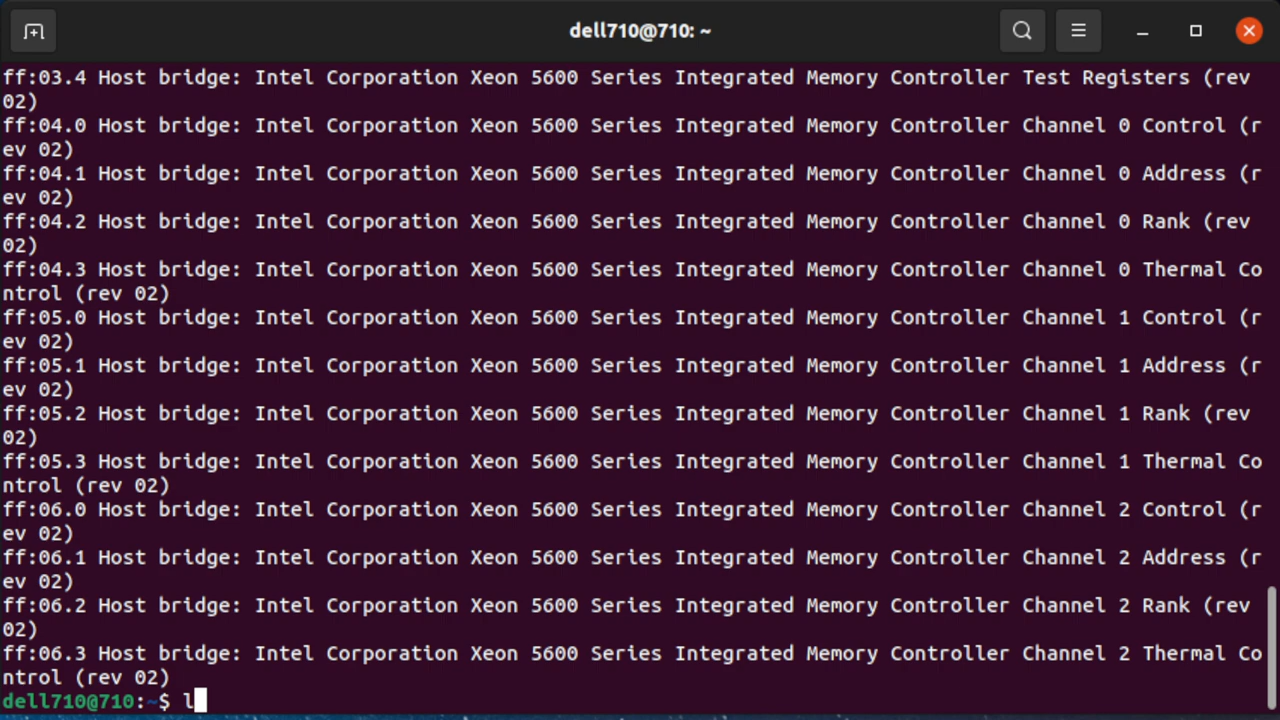 dell710@710: ~
ff:03.4 Host bridge: Intel Corporation Xeon 5600 Series Integrated Memory Controller Test Registers (rev
02)
ff:04.0 Host bridge: Intel Corporation Xeon 5600 Series Integrated Memory Controller Channel 0 Control (r
ev 02)
ff:04.1 Host bridge: Intel Corporation Xeon 5600 Series Integrated Memory Controller Channel 0 Address (r
ev 02)
ff:04.2 Host bridge: Intel Corporation Xeon 5600 Series Integrated Memory Controller Channel 0 Rank (rev
02)
ff:04.3 Host bridge: Intel Corporation Xeon 5600 Series Integrated Memory Controller Channel 0 Thermal Co
ntrol (rev 02)
ff:05.0 Host bridge: Intel Corporation Xeon 5600 Series Integrated Memory Controller Channel 1 Control (r
ev 02)
ff:05.1 Host bridge: Intel Corporation Xeon 5600 Series Integrated Memory Controller Channel 1 Address (r
ev 02)
ff:05.2 Host bridge: Intel Corporation Xeon 5600 Series Integrated Memory Controller Channel 1 Rank (rev
02)
ff:05.3 Host bridge: Intel Corporation Xeon 5600 Series Integrated Memory Controller Channel 1 Thermal Co
ntrol (rev 02)
ff:06.0 Host bridge: Intel Corporation Xeon 5600 Series Integrated Memory Controller Channel 2 Control (r
ev 02)
ff:06.1 Host bridge: Intel Corporation Xeon 5600 Series Integrated Memory Controller Channel 2 Address (r
ev 02)
ff:06.2 Host bridge: Intel Corporation Xeon 5600 Series Integrated Memory Controller Channel 2 Rank (rev
02)
ff:06.3 Host bridge: Intel Corporation Xeon 5600 Series Integrated Memory Controller Channel 2 Thermal Co
ntrol (rev 02)
dell710@710:~$ l